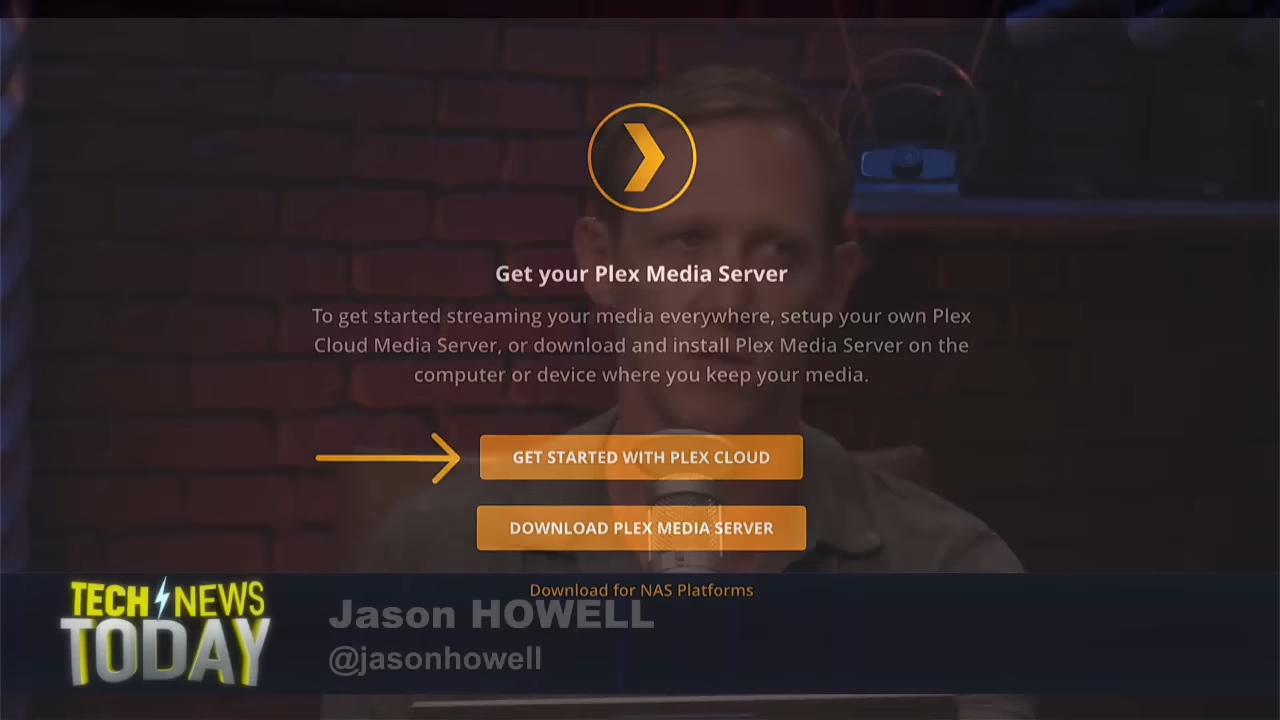 Get your Plex Media Server
To get started streaming your media everywhere, setup your own Plex
Cloud Media Server, or download and install Plex Media Server on the
computer or device where you keep your media.
GET STARTED WITH PLEX CLOUD
DOWNLOAD PLEX MEDIA SERVER
Download for NAS Platforms
TECH NEWS
TODAY
Jason HOWELL
@jasonhowell